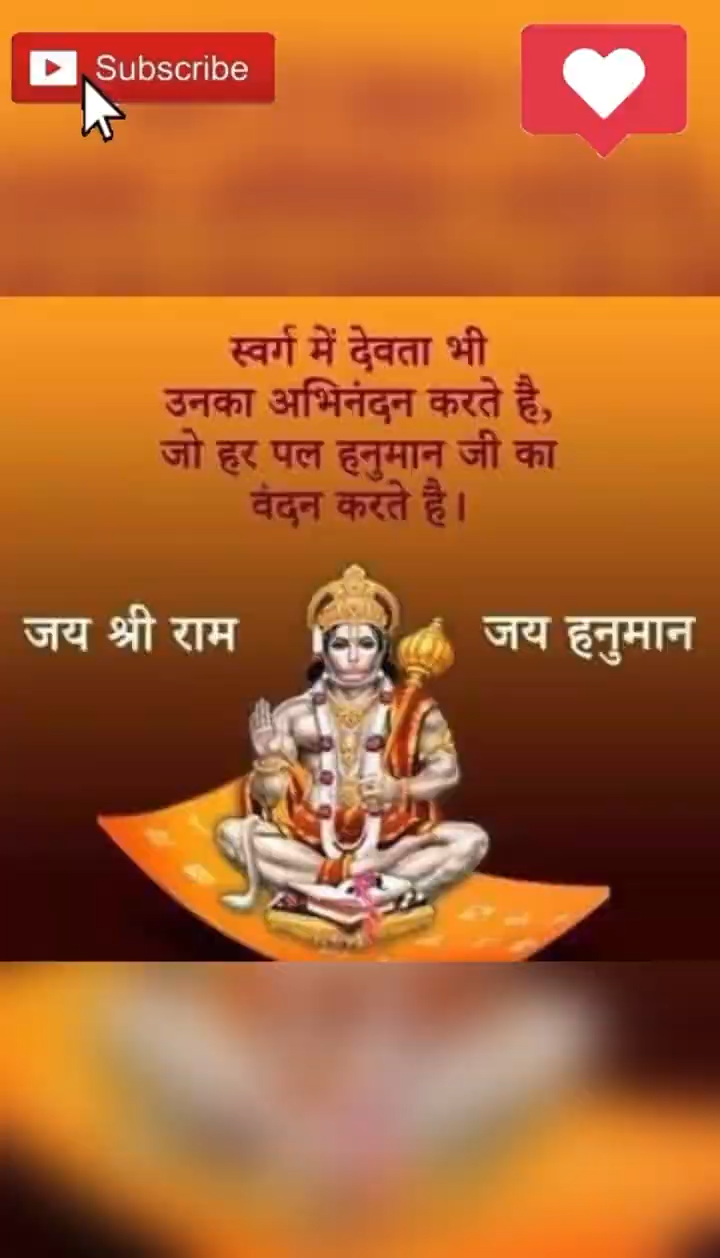 Subscribe
स्वर्ग में देवता भी
उनका अभिनंदन करते है,
जो हर पल हनुमान जी का
वंदन करते है।
जय श्री राम
जय हनुमान